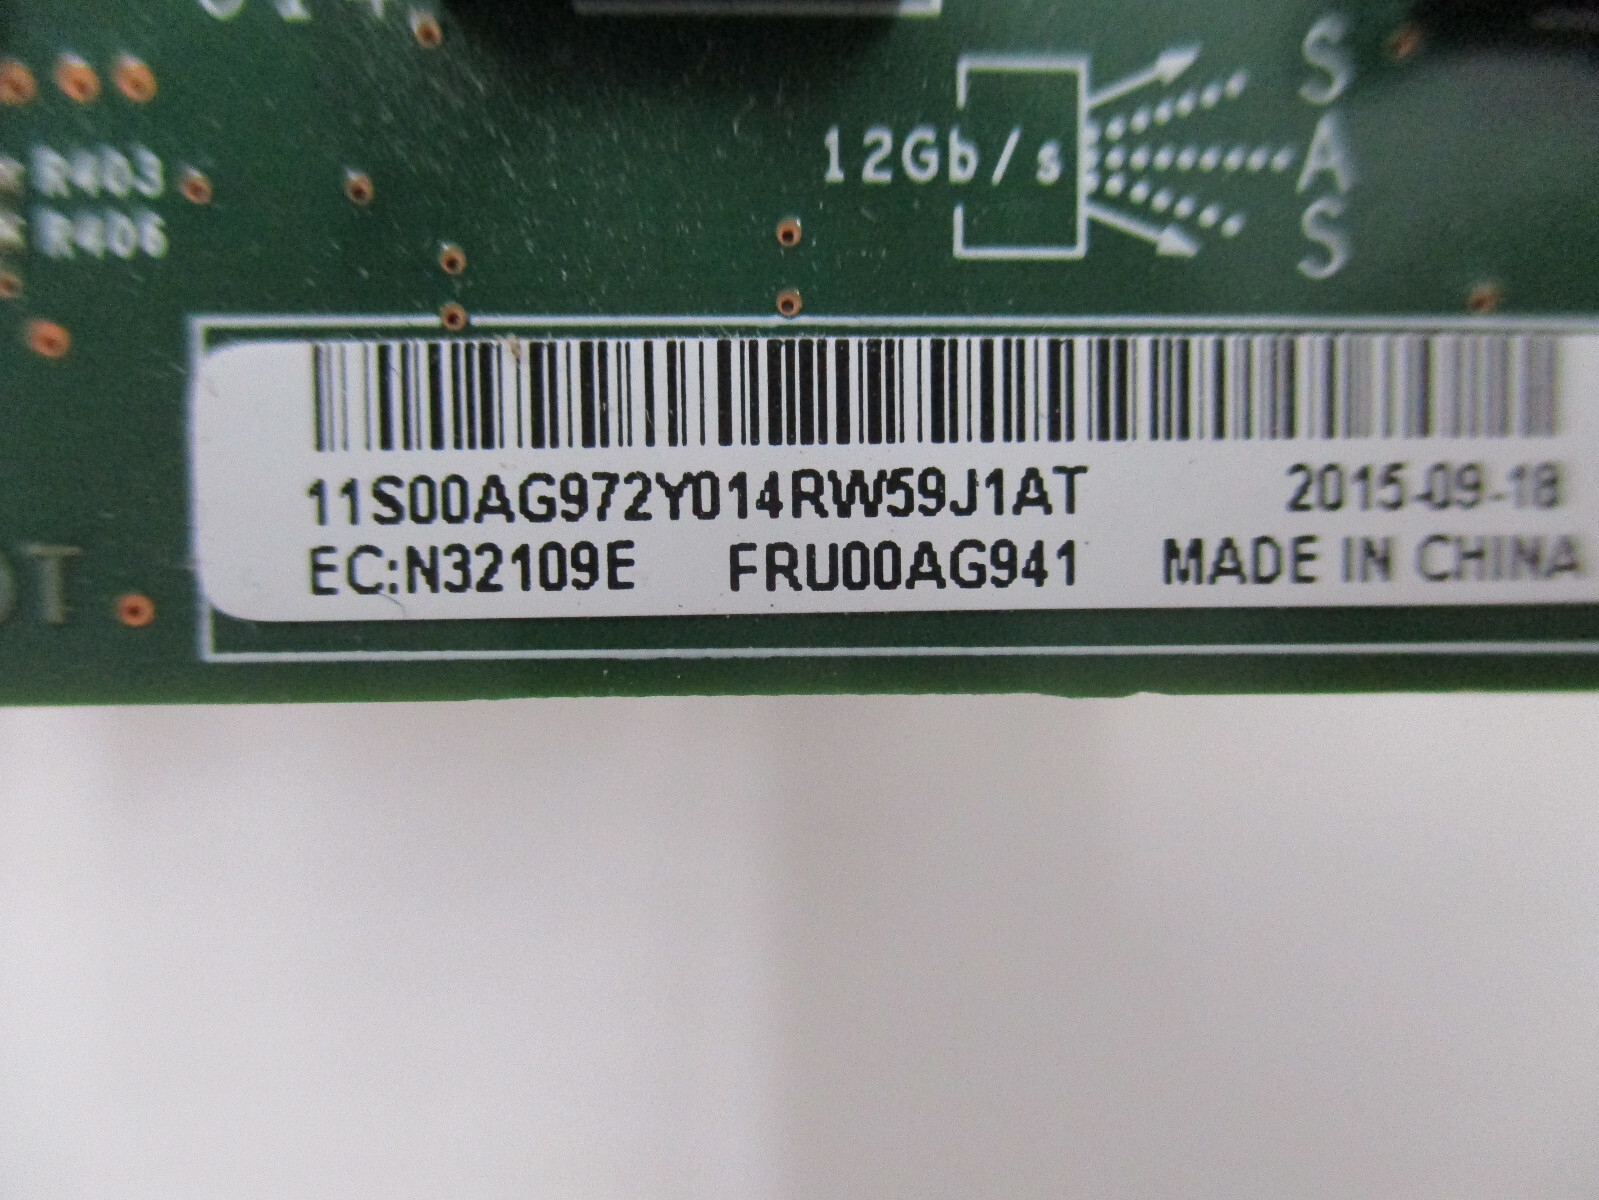 S
12Gb/s A
S
R403
R406
11S00AG972Y014RW59J1AT 2015-09-18
EC:N32109E FRU00AG941 MADE IN CHINA